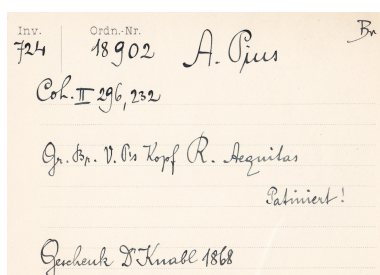 Inv. Ordn.-Nr. Br
724 18902 A. Pius
Coh. II 296, 232
Gr. Br. V. Ps Kopf R. Aequitas
Patiniert!
Geschenk Dr Knabl 1868